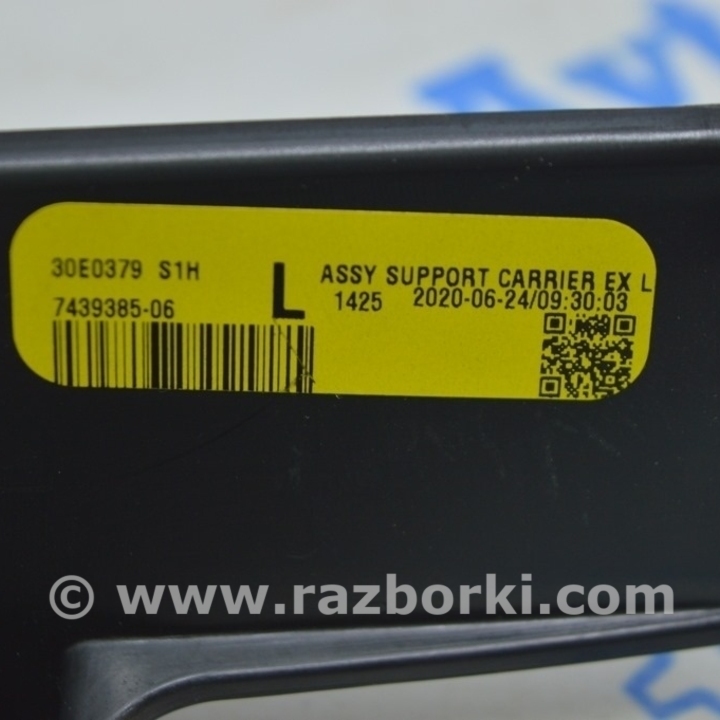 30E0379 S1H
7439385-06
L
ASSY SUPPORT CARRIER EX L
1425 2020-06-24/09:30:03
© www.razborki.com